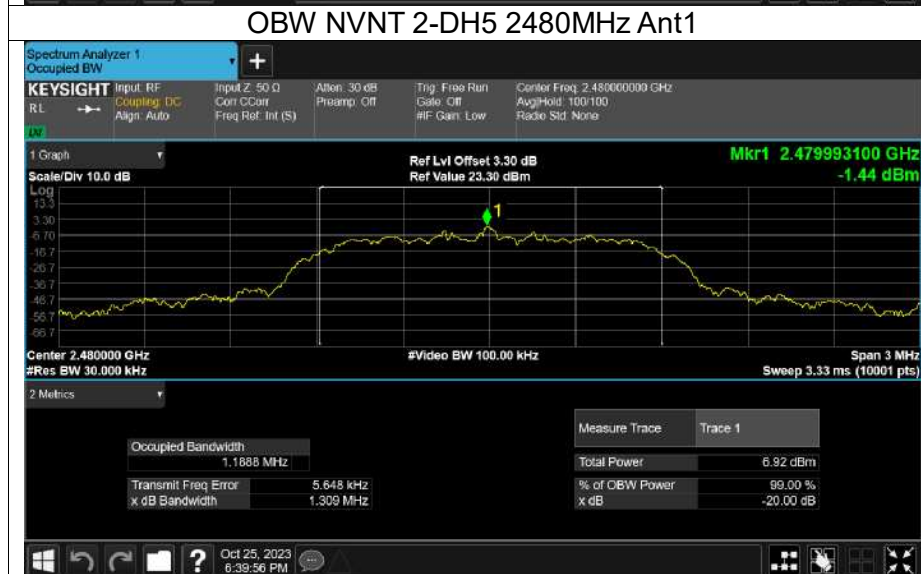 OBW NVNT 2-DH5 2480MHz Ant1
Spectrum Analyzer 1
Occupied BW
+
KEYSIGHT Input: RF Input Z: 50 Ω Atten: 30 dB Trig: Free Run Center Freq: 2.480000000 GHz
RL Coupling: DC Corr CCorr Preamp: Off Gate: Off Avg|Hold: 100/100
Align: Auto Freq Ref: Int (S) #IF Gain: Low Radio Std: None
1 Graph
Scale/Div 10.0 dB
Ref Lvl Offset 3.30 dB
Ref Value 23.30 dBm
Mkr1 2.479993100 GHz
-1.44 dBm
Log
13.3
3.30
-6.70
-16.7
-26.7
-36.7
-46.7
-56.7
-66.7
1
Center 2.480000 GHz #Video BW 100.00 kHz Span 3 MHz
#Res BW 30.000 kHz Sweep 3.33 ms (10001 pts)
2 Metrics
Measure Trace Trace 1
Occupied Bandwidth
1.1888 MHz
Total Power 6.92 dBm
Transmit Freq Error 5.648 kHz
% of OBW Power 99.00 %
x dB Bandwidth 1.309 MHz
x dB -20.00 dB
?
Oct 25, 2023
6:39:56 PM